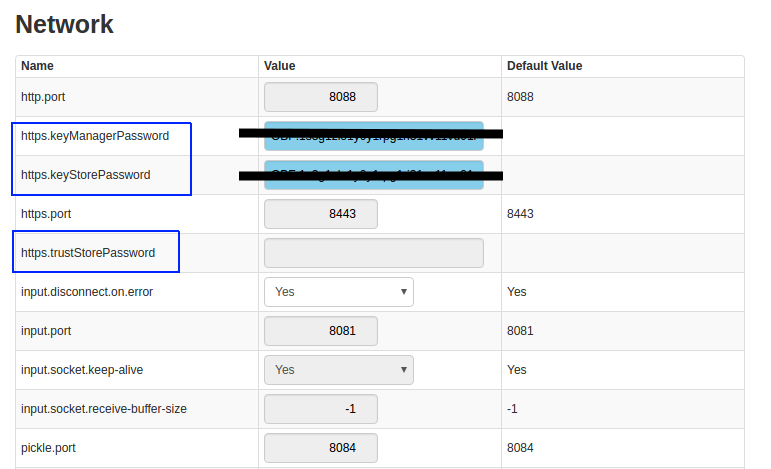 Network
Name Value Default Value
http.port 8088 8088
https.keyManagerPassword
https.keyStorePassword
https.port 8443 8443
https.trustStorePassword
input.disconnect.on.error Yes Yes
input.port 8081 8081
input.socket.keep-alive Yes Yes
input.socket.receive-buffer-size -1 -1
pickle.port 8084 8084